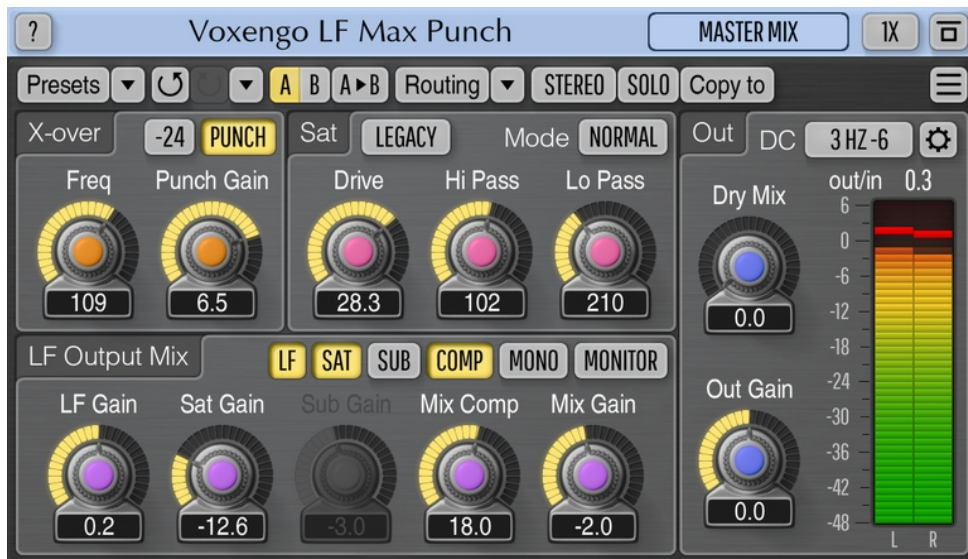 ? Voxengo LF Max Punch MASTER MIX 1X
Presets A B A▸B Routing STEREO SOLO Copy to
X-over -24 PUNCH
Freq Punch Gain
109 6.5
Sat LEGACY Mode NORMAL
Drive Hi Pass Lo Pass
28.3 102 210
LF Output Mix LF SAT SUB COMP MONO MONITOR
LF Gain Sat Gain Sub Gain Mix Comp Mix Gain
0.2 -12.6 -3.0 18.0 -2.0
Out DC 3 HZ -6
Dry Mix
0.0
Out Gain
0.0
out/in 0.3
6
0
-6
-12
-18
-24
-30
-36
-42
-48
L R